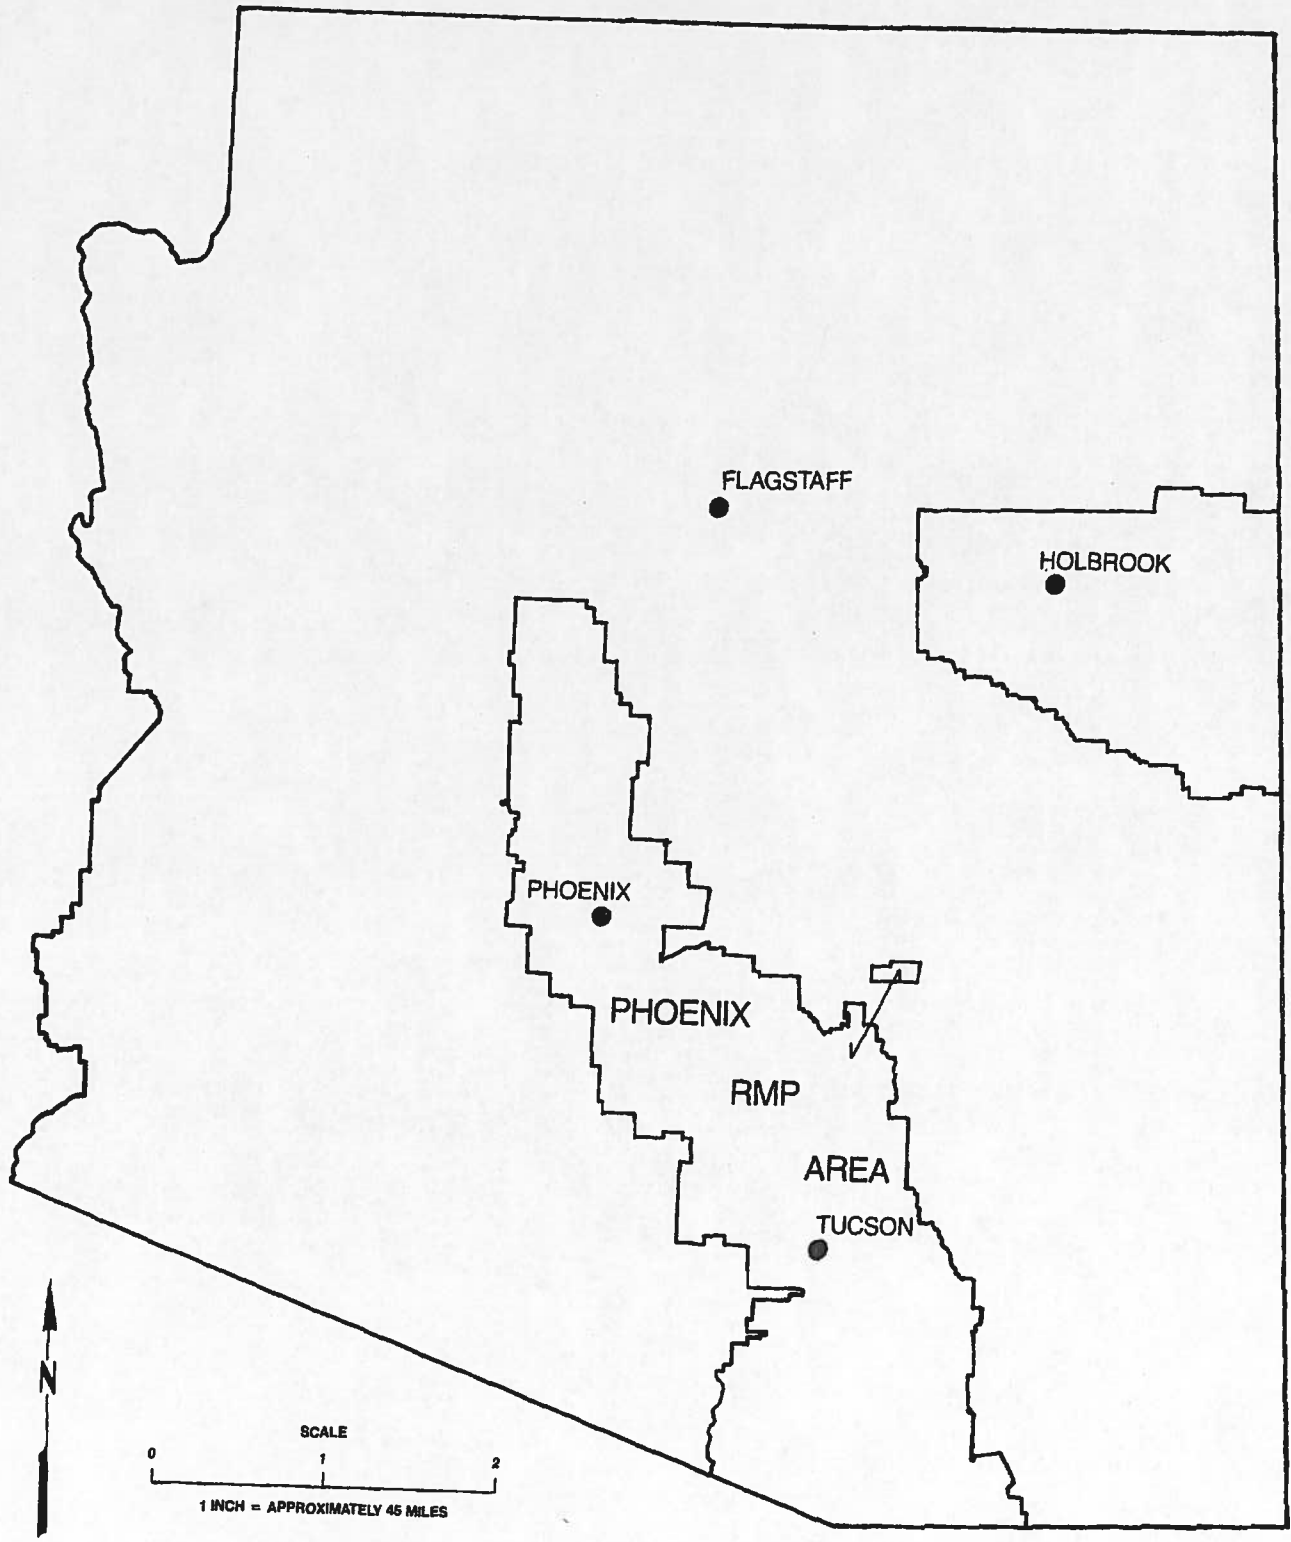 FLAGSTAFF
HOLBROOK
PHOENIX
PHOENIX
RMP
AREA
TUCSON
N
SCALE
0 1 2
1 INCH = APPROXIMATELY 45 MILES